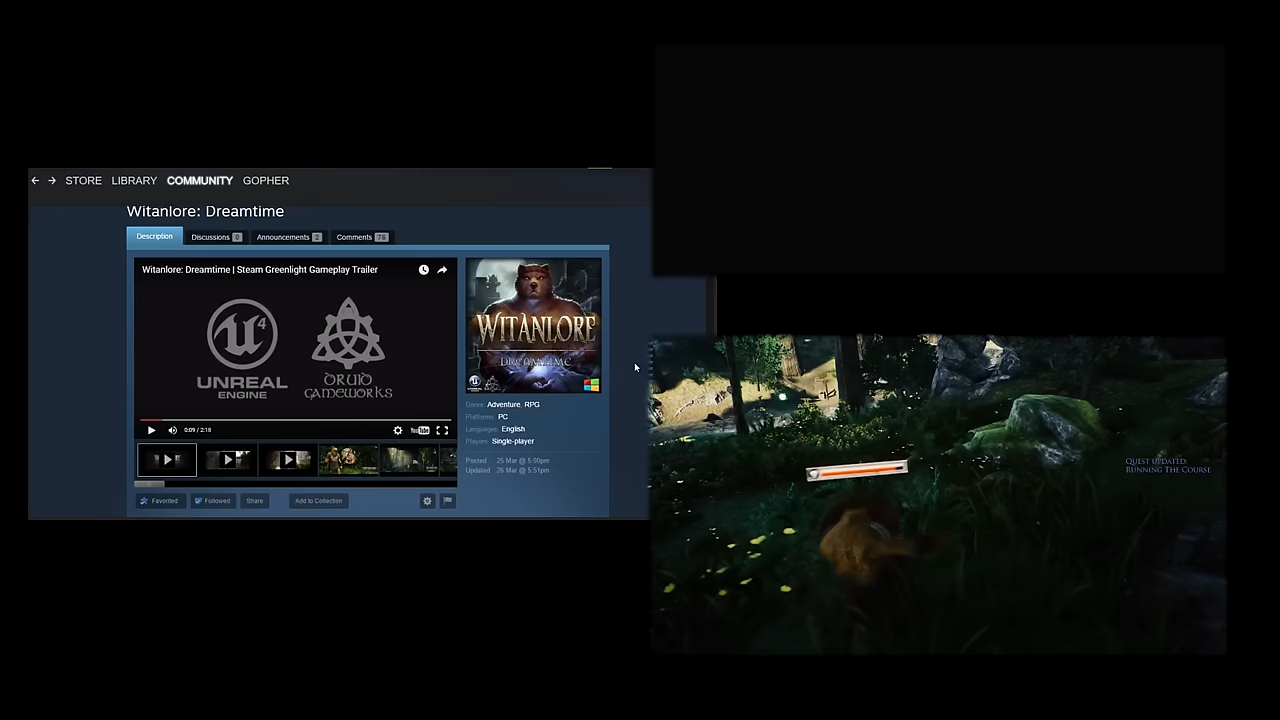 STORE LIBRARY COMMUNITY GOPHER
Witanlore: Dreamtime
Description Discussions 0 Announcements 2 Comments 76
Witanlore: Dreamtime | Steam Greenlight Gameplay Trailer
4
UNREAL
ENGINE
DRUID
GAMEWORKS
0:09 / 2:18
YouTube
WITANLORE
DREAMTIME
Genre: Adventure, RPG
Platforms: PC
Languages: English
Players: Single-player
Posted 25 Mar @ 5:00pm
Updated 26 Mar @ 5:51pm
Favorited Followed Share Add to Collection
QUEST UPDATED:
RUNNING THE COURSE